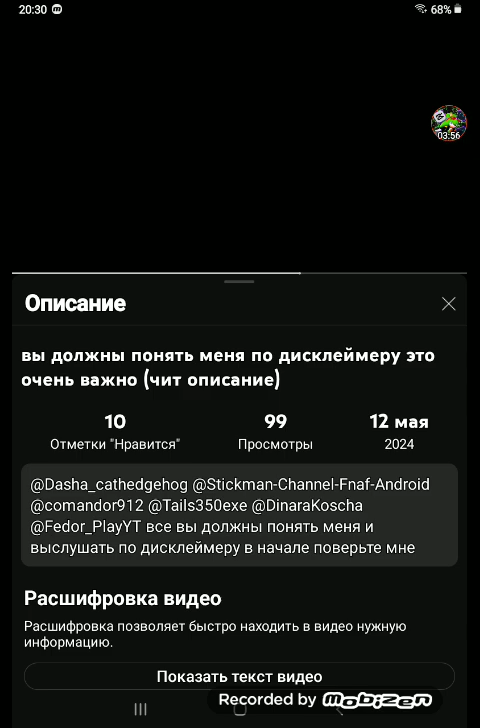 20:30
68%
03:56
Описание
вы должны понять меня по дисклеймеру это
очень важно (чит описание)
10 99 12 мая
Отметки "Нравится" Просмотры 2024
@Dasha_cathedgehog @Stickman-Channel-Fnaf-Android
@comandor912 @Tails350exe @DinaraKoscha
@Fedor_PlayYT все вы должны понять меня и
выслушать по дисклеймеру в начале поверьте мне
Расшифровка видео
Расшифровка позволяет быстро находить в видео нужную
информацию.
Показать текст видео
Recorded by Mobizen